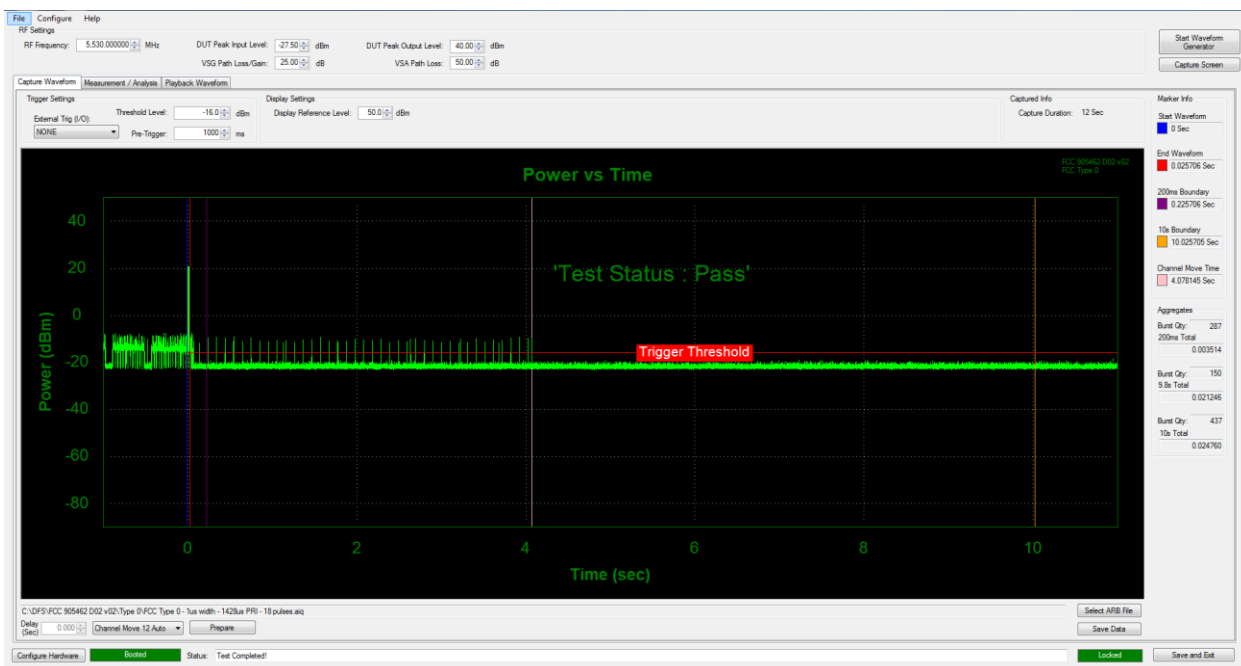 File Configure Help
RF Settings
RF Frequency: 5,530.000000 MHz DUT Peak Input Level: -27.50 dBm DUT Peak Output Level: 40.00 dBm
VSG Path Loss/Gain: 25.00 dB VSA Path Loss: 50.00 dB
Start Waveform Generator
Capture Screen
Capture Waveform Measurement / Analysis Playback Waveform
Trigger Settings
External Trig (I/O):
NONE
Threshold Level: -16.0 dBm
Pre-Trigger: 1000 ms
Display Settings
Display Reference Level: 50.0 dBm
Captured Info
Capture Duration: 12 Sec
Marker Info
Start Waveform
0 Sec
End Waveform
0.025706 Sec
200ms Boundary
0.225706 Sec
10s Boundary
10.025705 Sec
Channel Move Time
4.078145 Sec
Aggregates
Burst Qty: 287
200ms Total
0.003514
Burst Qty: 150
9.8s Total
0.021246
Burst Qty: 437
10s Total
0.024760
Power vs Time
FCC 905462 D02 v02
FCC Type 0
'Test Status : Pass'
Trigger Threshold
Power (dBm)
40
20
0
-20
-40
-60
-80
0 2 4 6 8 10
Time (sec)
C:\DFS\FCC 905462 D02 v02\Type 0\FCC Type 0 - 1us width - 1428us PRI - 18 pulses.aiq
Select ARB File
Delay (Sec) 0.000 Channel Move 12 Auto Prepare
Save Data
Configure Hardware Booted Status: Test Completed! Locked Save and Exit